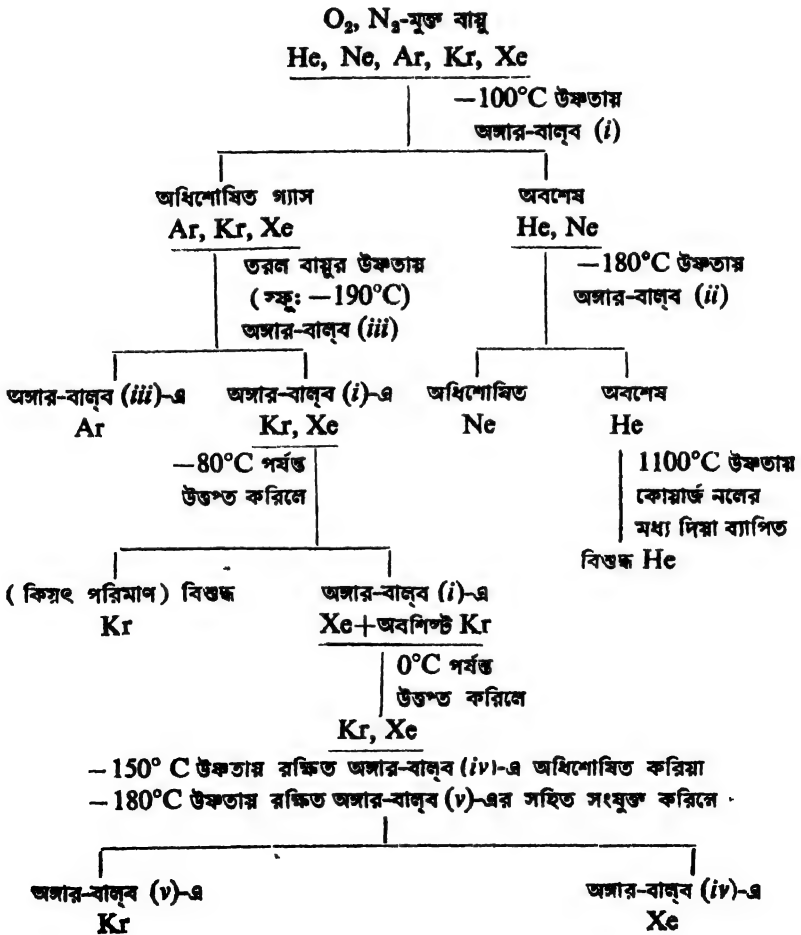 O₂, N₂-মুক্ত বায়ু
He, Ne, Ar, Kr, Xe
—100°C উষ্ণতায়
অঙ্গার-বাল্‌ব (i)
অধিশোষিত গ্যাস
Ar, Kr, Xe
অবশেষ
He, Ne
তরল বায়ুর উষ্ণতায়
(স্ফূঃ —190°C)
অঙ্গার-বাল্‌ব (iii)
—180°C উষ্ণতায়
অঙ্গার-বাল্‌ব (ii)
অঙ্গার-বাল্‌ব (iii)-এ
Ar
অঙ্গার-বাল্‌ব (i)-এ
Kr, Xe
অধিশোষিত
Ne
অবশেষ
He
—80°C পর্যন্ত
উত্তপ্ত করিলে
1100°C উষ্ণতায়
কোয়ার্জ নলের
মধ্য দিয়া ব্যাপিত
বিশুদ্ধ He
( কিয়ৎ পরিমাণ ) বিশুদ্ধ
Kr
অঙ্গার-বাল্‌ব (i)-এ
Xe+অবশিষ্ট Kr
0°C পর্যন্ত
উত্তপ্ত করিলে
Kr, Xe
—150° C উষ্ণতায় রক্ষিত অঙ্গার-বাল্‌ব (iv)-এ অধিশোষিত করিয়া
—180°C উষ্ণতায় রক্ষিত অঙ্গার-বাল্‌ব (v)-এর সহিত সংযুক্ত করিলে
অঙ্গার-বাল্‌ব (v)-এ
Kr
অঙ্গার-বাল্‌ব (iv)-এ
Xe